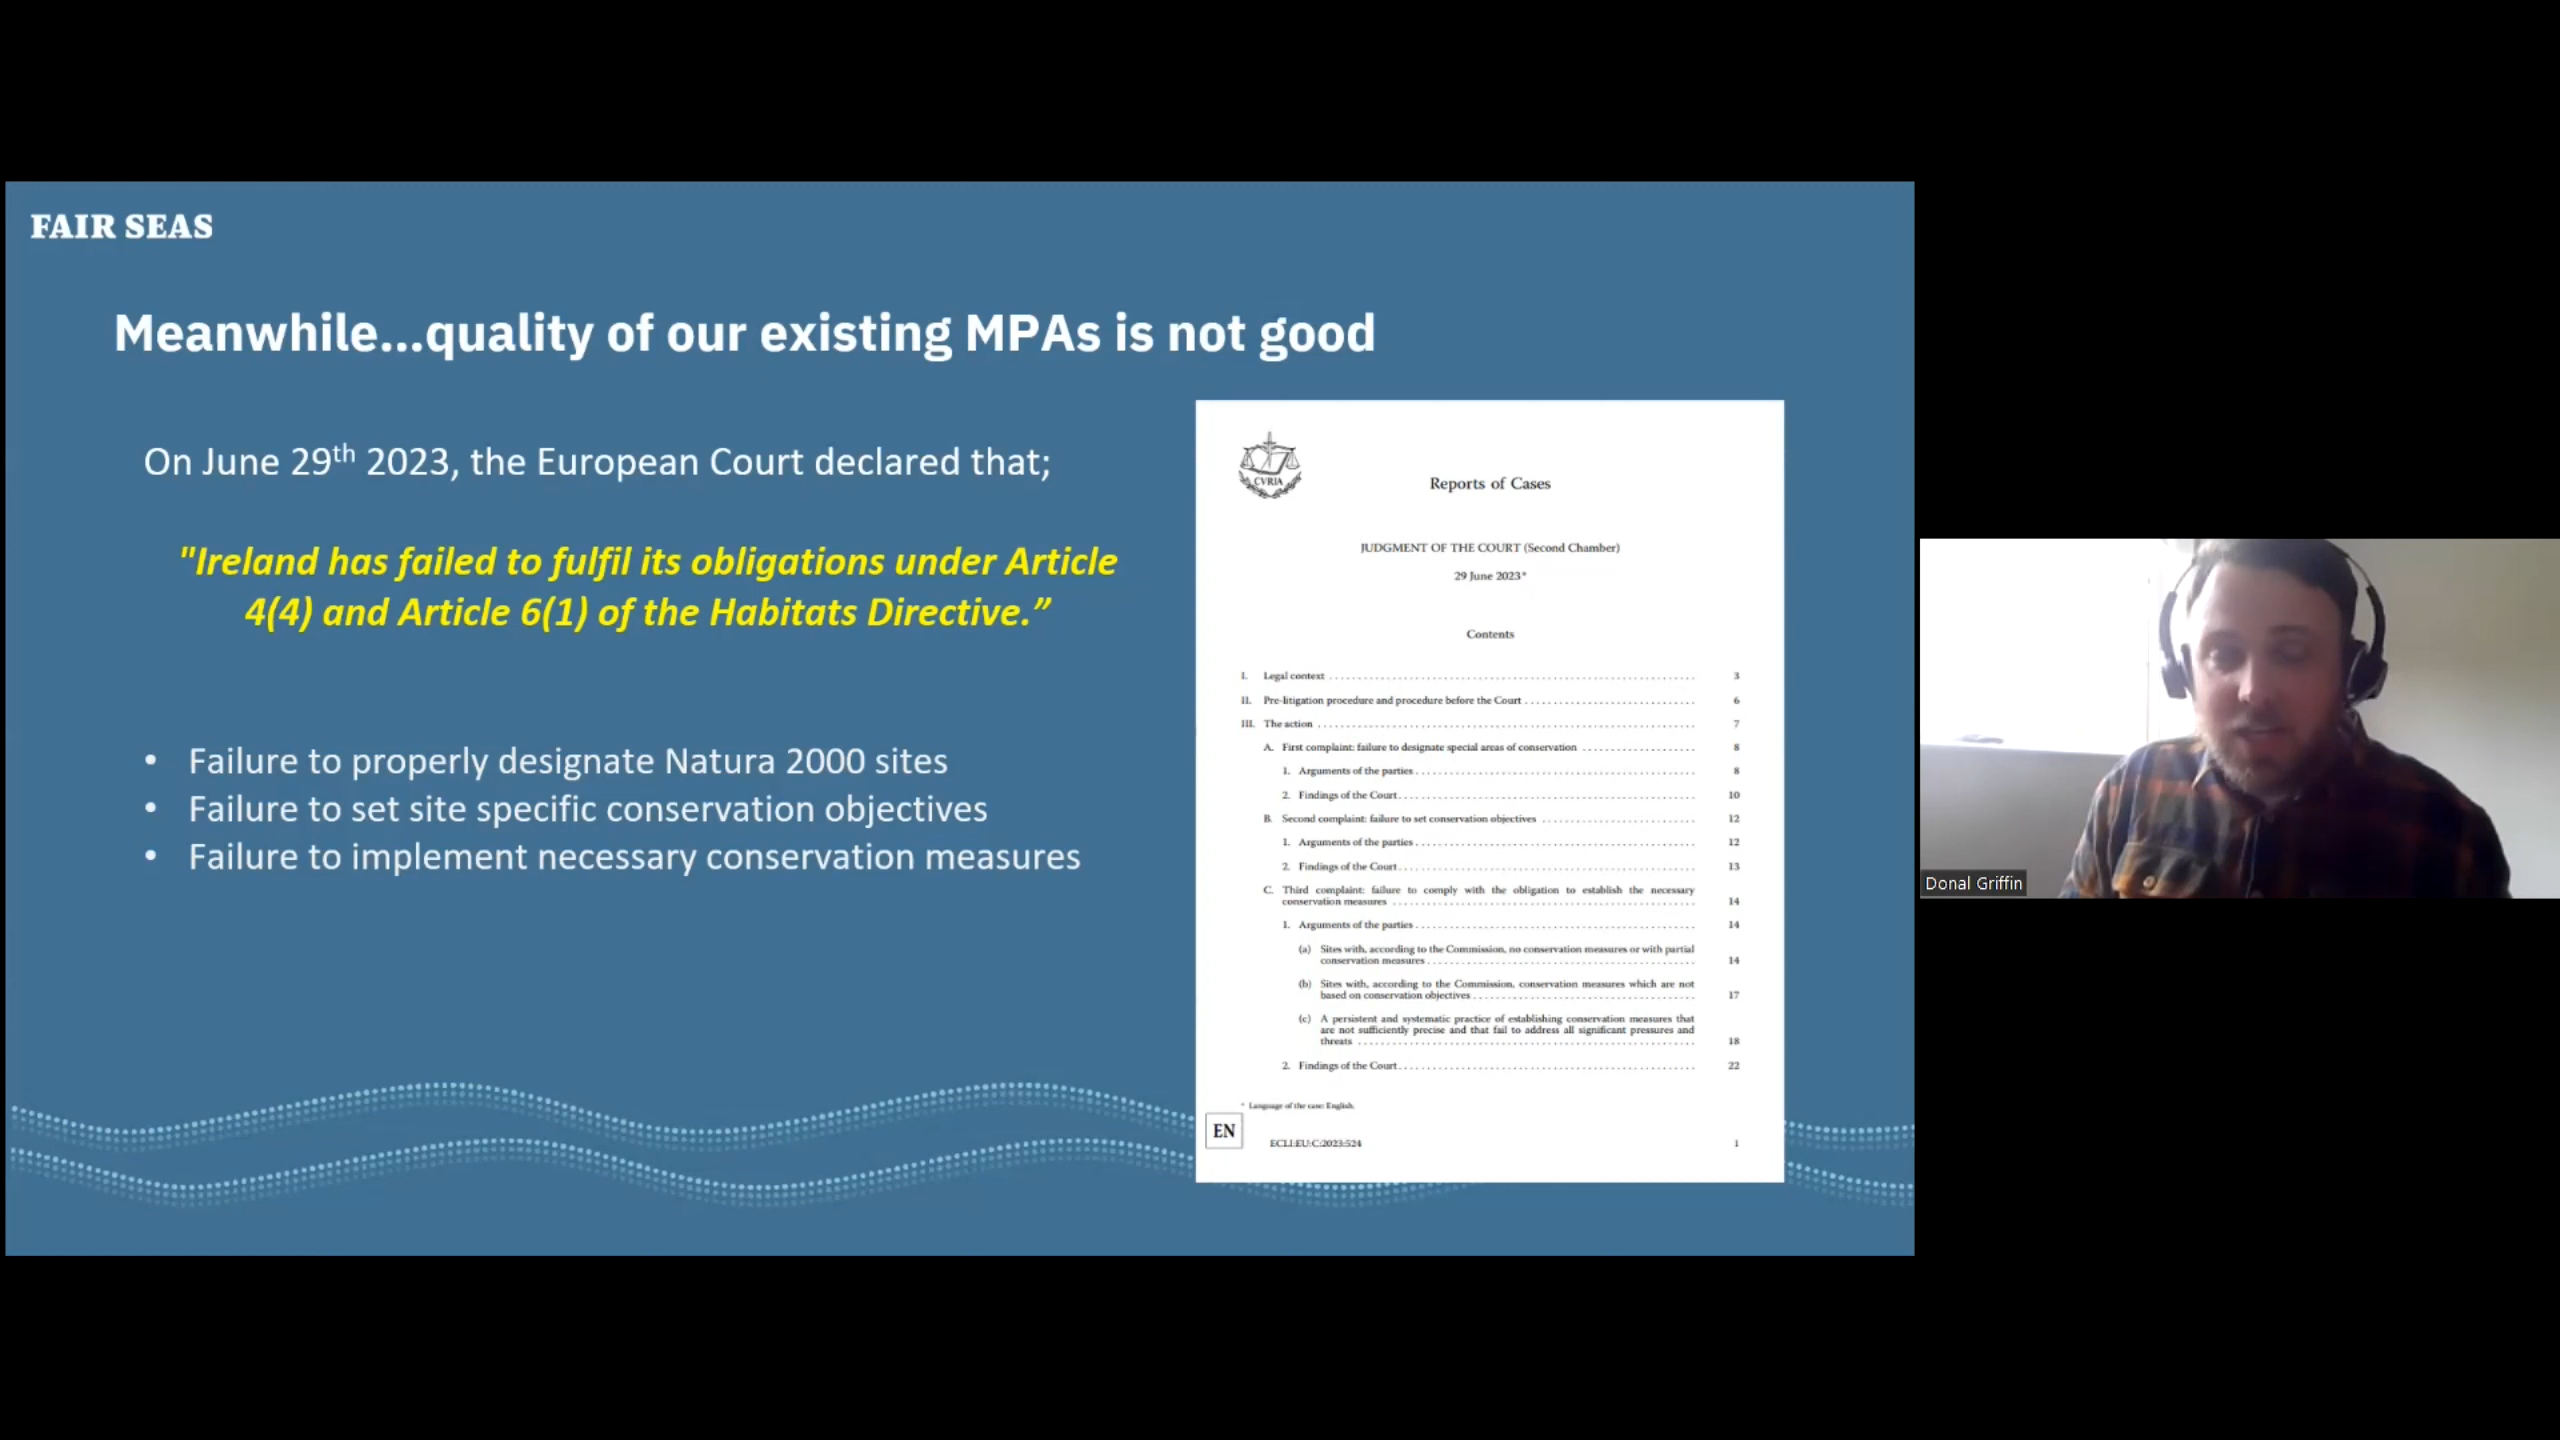 FAIR SEAS
Meanwhile...quality of our existing MPAs is not good
On June 29th 2023, the European Court declared that;
"Ireland has failed to fulfil its obligations under Article
4(4) and Article 6(1) of the Habitats Directive.”
• Failure to properly designate Natura 2000 sites
• Failure to set site specific conservation objectives
• Failure to implement necessary conservation measures
CVRIA
Reports of Cases
JUDGMENT OF THE COURT (Second Chamber)
29 June 2023*
Contents
I. Legal context 3
II. Pre-litigation procedure and procedure before the Court 6
III. The action 7
A. First complaint: failure to designate special areas of conservation 8
1. Arguments of the parties 8
2. Findings of the Court 10
B. Second complaint: failure to set conservation objectives 12
1. Arguments of the parties 12
2. Findings of the Court 13
C. Third complaint: failure to comply with the obligation to establish the necessary
conservation measures 14
1. Arguments of the parties 14
(a) Sites with, according to the Commission, no conservation measures or with partial
conservation measures 14
(b) Sites with, according to the Commission, conservation measures which are not
based on conservation objectives 17
(c) A persistent and systematic practice of establishing conservation measures that
are not sufficiently precise and that fail to address all significant pressures and
threats 18
2. Findings of the Court 22
* Language of the case: English.
EN
ECLI:EU:C:2023:524 1
Donal Griffin